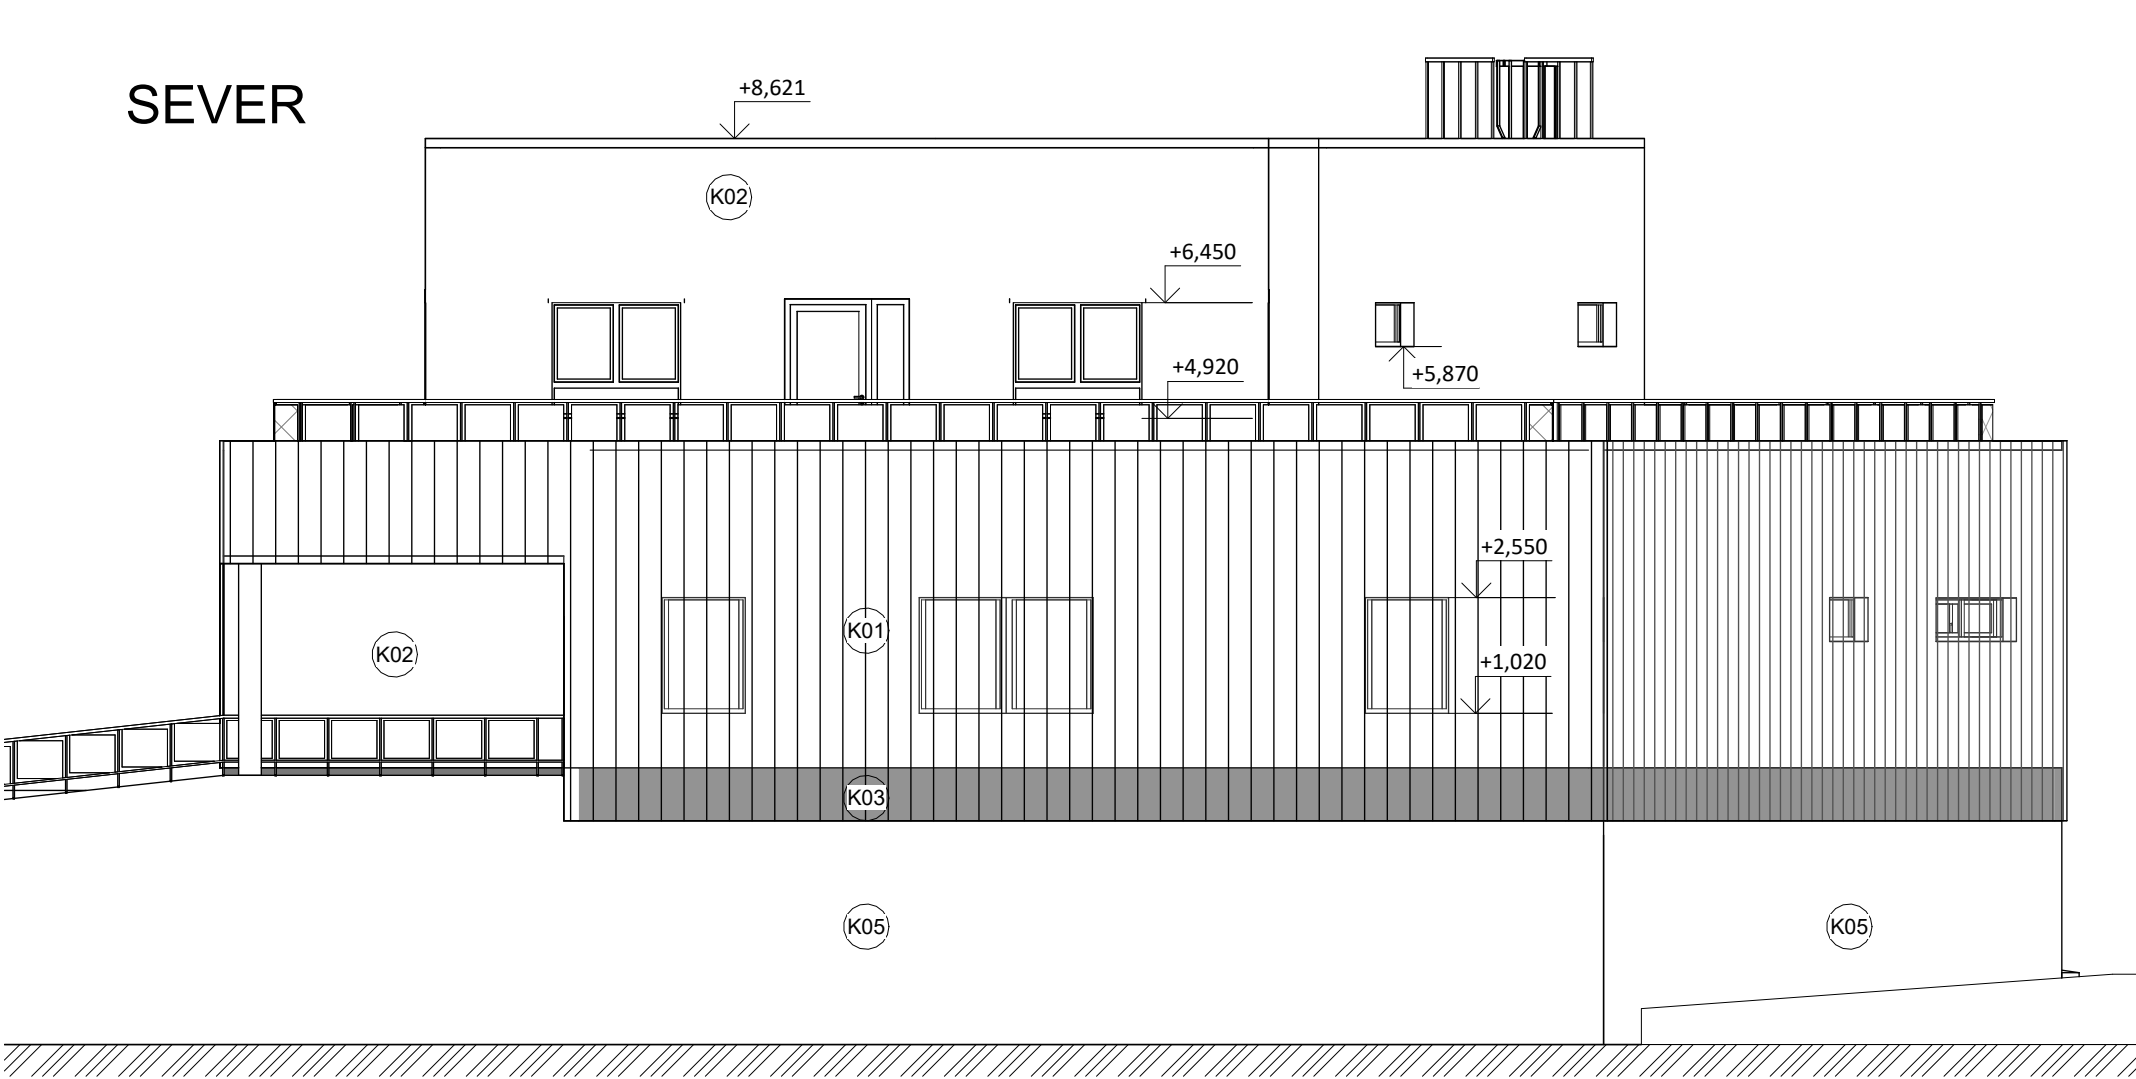 SEVER
+8,621
K02
+6,450
+4,920
+5,870
+2,550
K01
K02
+1,020
K03
K05
K05